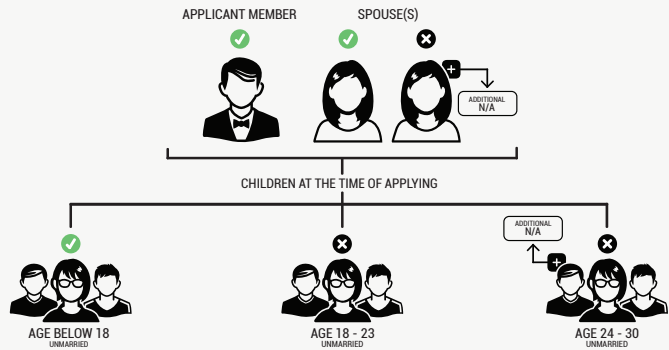 APPLICANT MEMBER
SPOUSE(S)
ADDITIONAL
N/A
CHILDREN AT THE TIME OF APPLYING
ADDITIONAL
N/A
AGE BELOW 18
UNMARRIED
AGE 18 - 23
UNMARRIED
AGE 24 - 30
UNMARRIED